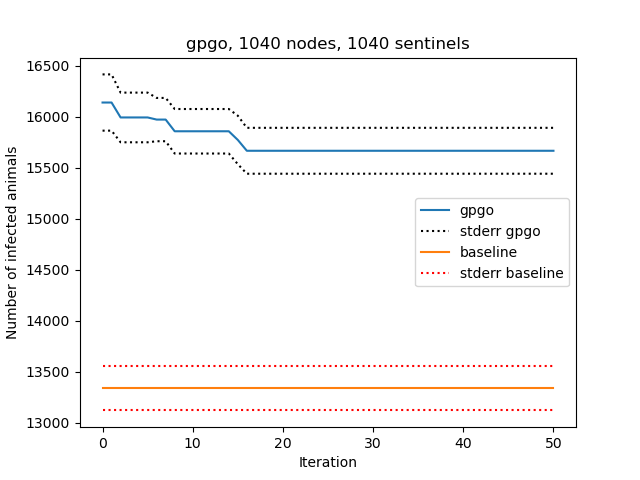 gpgo, 1040 nodes, 1040 sentinels
16500
16000
15500
15000
14500
14000
13500
13000
Number of infected animals
gpgo
stderr gpgo
baseline
stderr baseline
0 10 20 30 40 50
Iteration